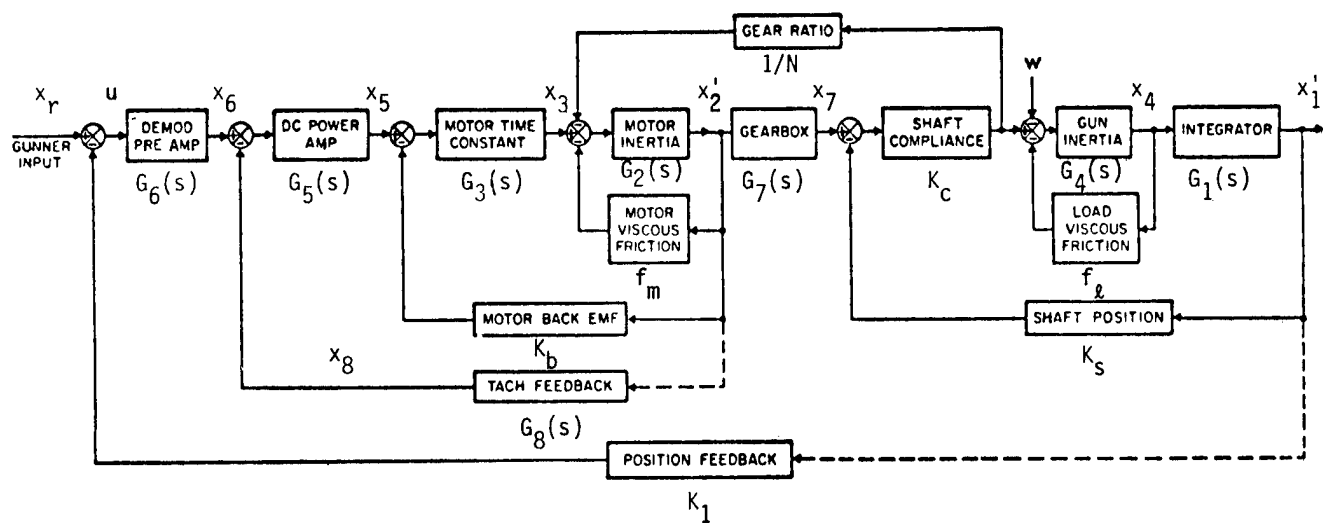 GEAR RATIO
1/N
x_r
u
x_6
x_5
x_3
x_2'
x_7
w
x_4
x_1'
GUNNER INPUT
DEMOD
PRE AMP
G_6(s)
DC POWER
AMP
G_5(s)
MOTOR TIME
CONSTANT
G_3(s)
MOTOR
INERTIA
G_2(s)
GEARBOX
G_7(s)
SHAFT
COMPLIANCE
K_c
GUN
INERTIA
G_4(s)
INTEGRATOR
G_1(s)
MOTOR
VISCOUS
FRICTION
f_m
LOAD
VISCOUS
FRICTION
f_ℓ
MOTOR BACK EMF
K_b
SHAFT POSITION
K_s
x_8
TACH FEEDBACK
G_8(s)
POSITION FEEDBACK
K_1